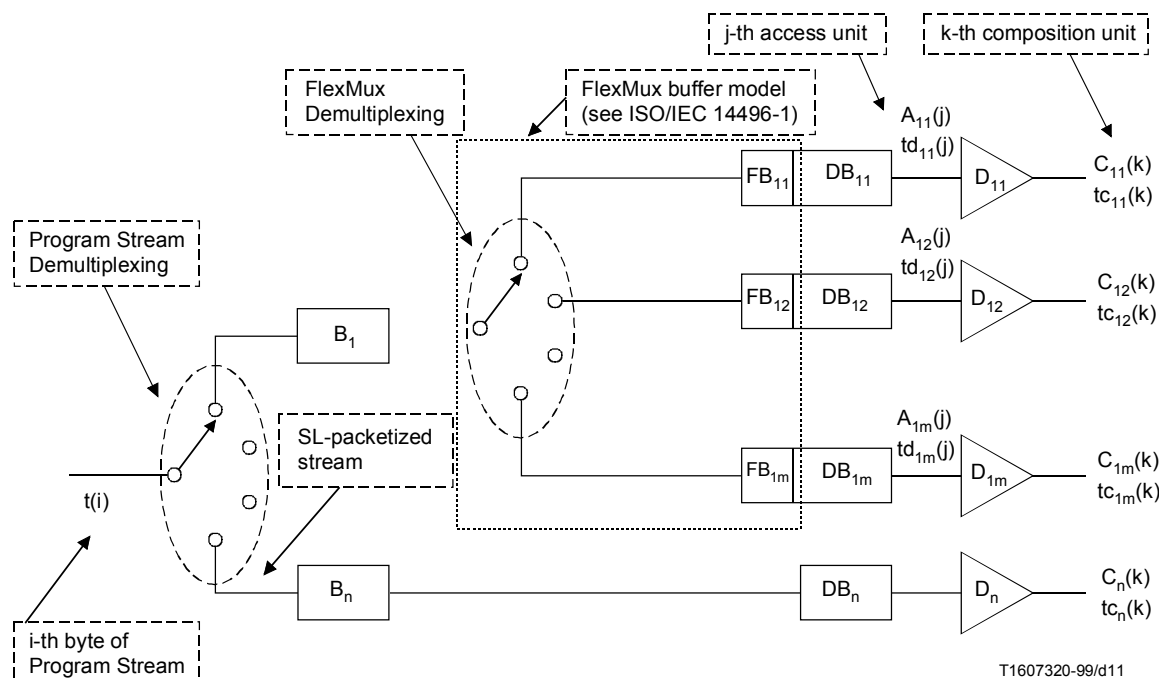 j-th access unit
k-th composition unit
FlexMux
Demultiplexing
FlexMux buffer model
(see ISO/IEC 14496-1)
A11(j)
td11(j)
FB11
DB11
D11
C11(k)
tc11(k)
Program Stream
Demultiplexing
A12(j)
td12(j)
FB12
DB12
D12
C12(k)
tc12(k)
B1
SL-packetized
stream
A1m(j)
td1m(j)
FB1m
DB1m
D1m
C1m(k)
tc1m(k)
t(i)
Bn
DBn
Dn
Cn(k)
tcn(k)
i-th byte of
Program Stream
T1607320-99/d11